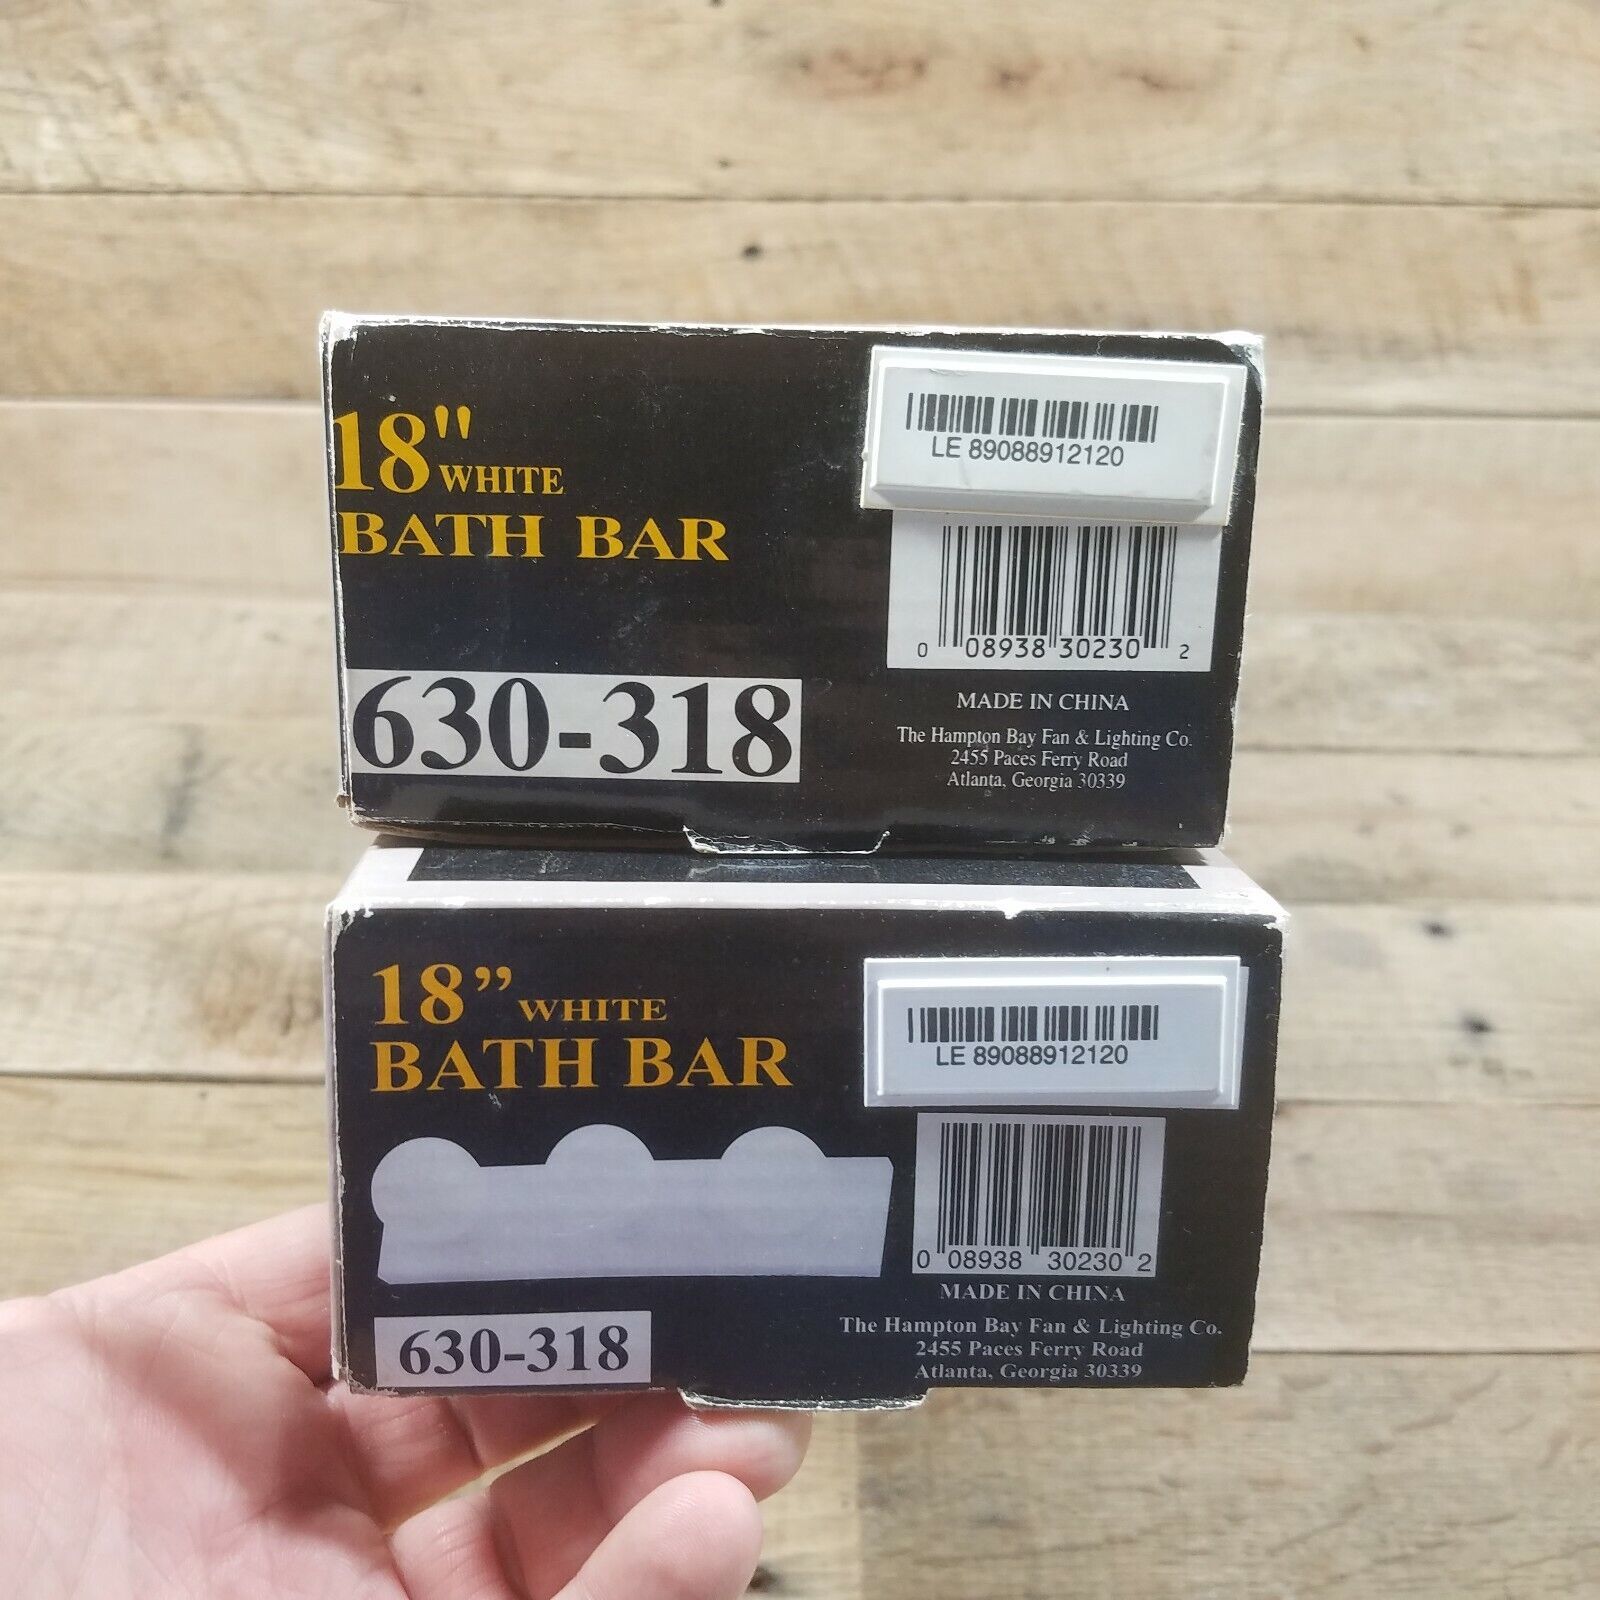 18" WHITE
BATH BAR
630-318
LE 89088912120
0 08938 30230 2
MADE IN CHINA
The Hampton Bay Fan & Lighting Co.
2455 Paces Ferry Road
Atlanta, Georgia 30339
18” WHITE
BATH BAR
630-318
LE 89088912120
0 08938 30230 2
MADE IN CHINA
The Hampton Bay Fan & Lighting Co.
2455 Paces Ferry Road
Atlanta, Georgia 30339